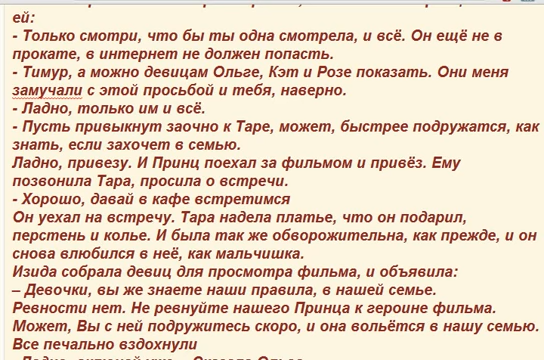 ей:
- Только смотри, что бы ты одна смотрела, и всё. Он ещё не в
прокате, в интернет не должен попасть.
- Тимур, а можно девицам Ольге, Кэт и Розе показать. Они меня
замучали с этой просьбой и тебя, наверно.
- Ладно, только им и всё.
- Пусть привыкнут заочно к Таре, может, быстрее подружатся, как
знать, если захочет в семью.
Ладно, привезу. И Принц поехал за фильмом и привёз. Ему
позвонила Тара, просила о встречи.
- Хорошо, давай в кафе встретимся
Он уехал на встречу. Тара надела платье, что он подарил,
перстень и колье. И была так же обворожительна, как прежде, и он
снова влюбился в неё, как мальчишка.
Изида собрала девиц для просмотра фильма, и объявила:
– Девочки, вы же знаете наши правила, в нашей семье.
Ревности нет. Не ревнуйте нашего Принца к героине фильма.
Может, Вы с ней подружитесь скоро, и она вольётся в нашу семью.
Все печально вздохнули